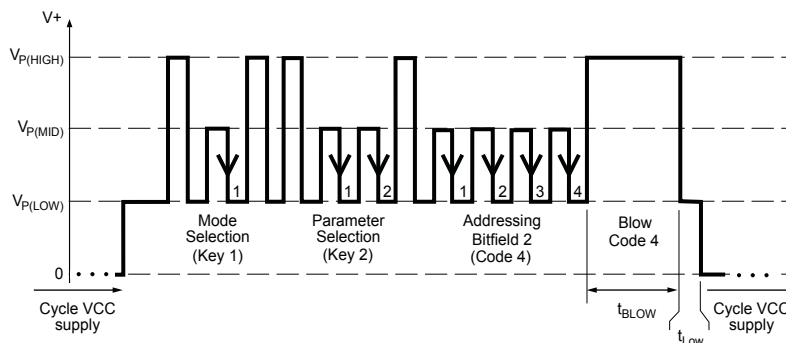 V+
VP(HIGH)
VP(MID)
VP(LOW)
0
1
1
2
1
2
3
4
Mode
Selection
(Key 1)
Parameter
Selection
(Key 2)
Addressing
Bitfield 2
(Code 4)
Blow
Code 4
Cycle VCC
supply
tBLOW
tLow
Cycle VCC
supply